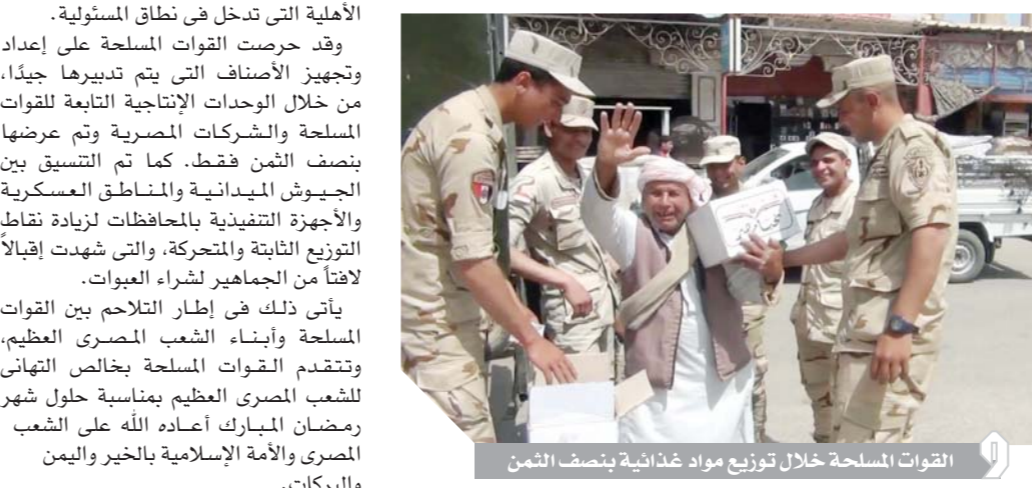 الأهلية التى تدخل فى نطاق المسئولية.
وقد حرصت القوات المسلحة على إعداد
وتجهيز الأصناف التى يتم تدبيرها جيدًا،
من خلال الوحدات الإنتاجية التابعة للقوات
المسلحة والشركات المصرية وتم عرضها
بنصف الثمن فقط. كما تم التنسيق بين
الجيوش الميدانية والمناطق العسكرية
والأجهزة التنفيذية بالمحافظات لزيادة نقاط
التوزيع الثابتة والمتحركة، والتى شهدت إقبالاً
لافتاً من الجماهير لشراء العبوات.
يأتى ذلك فى إطار التلاحم بين القوات
المسلحة وأبناء الشعب المصرى العظيم،
وتتقدم القوات المسلحة بخالص التهانى
للشعب المصرى العظيم بمناسبة حلول شهر
رمضان المبارك أعاده الله على الشعب
المصرى والأمة الإسلامية بالخير واليمن
والبركات.
القوات المسلحة خلال توزيع مواد غذائية بنصف الثمن